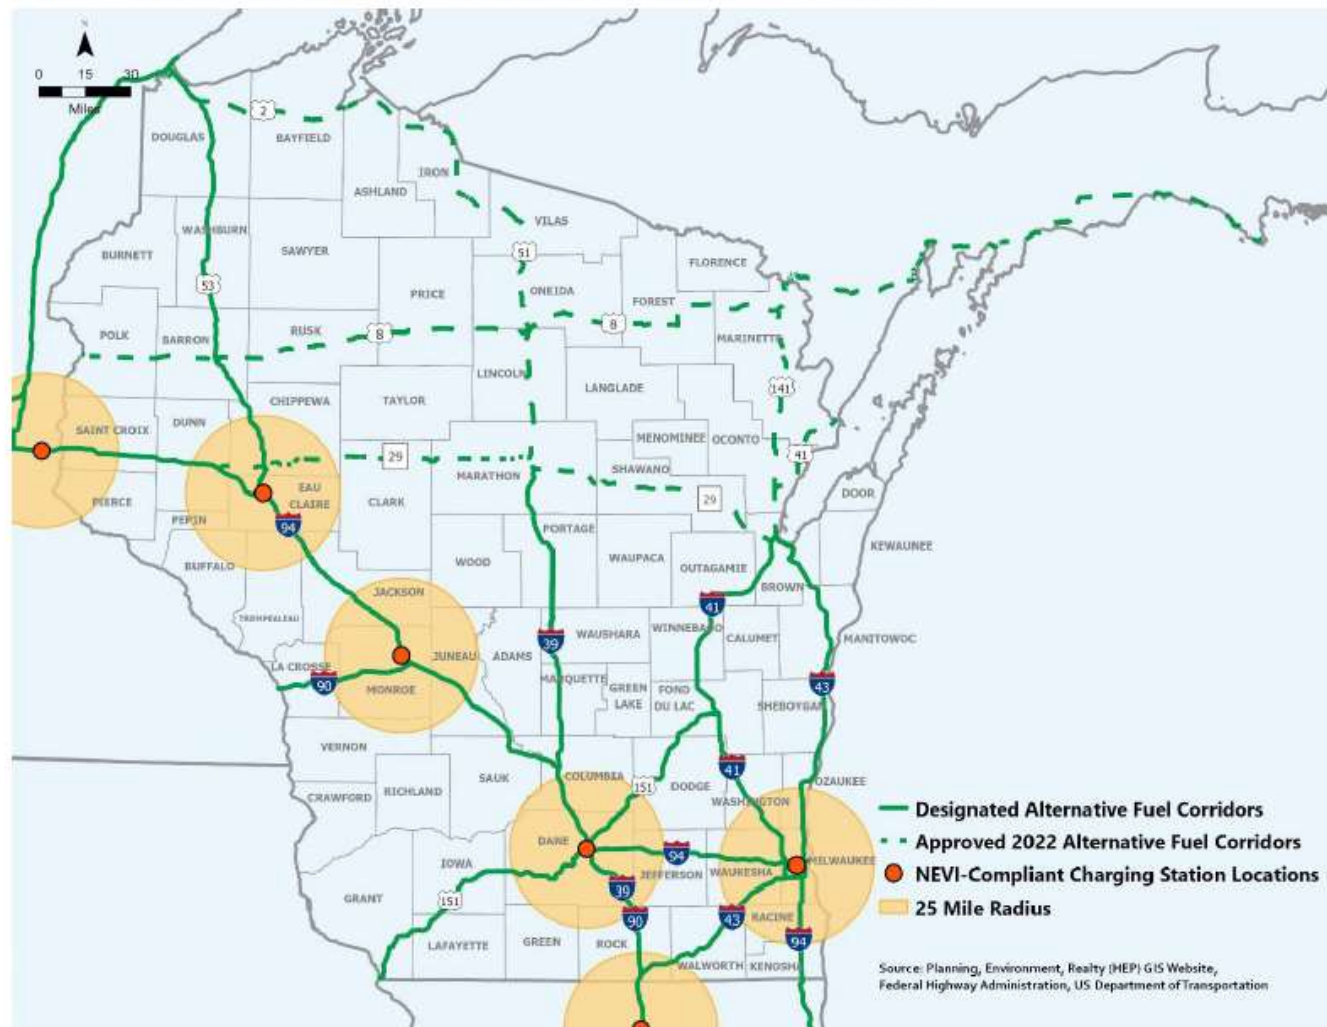 N
0 15 30
Miles
2
DOUGLAS
BAYFIELD
IRON
ASHLAND
VILAS
WASHBURN
SAWYER
51
FLORENCE
BURNETT
53
PRICE
ONEIDA
FOREST
POLK
BARRON
RUSK
8
8
MARINETTE
LINCOLN
LANGLADE
141
CHIPPEWA
TAYLOR
DUNN
SAINT CROIX
MENOMINEE
OCONTO
29
41
MARATHON
SHAWANO
EAU
CLAIRE
PIERCE
CLARK
29
DOOR
PEPIN
94
PORTAGE
KEWAUNEE
BUFFALO
WOOD
WAUPACA
OUTAGAMIE
BROWN
JACKSON
41
TREMPEALEAU
WINNEBAGO
WAUSHARA
CALUMET
MANITOWOC
39
LA CROSSE
JUNEAU
ADAMS
90
MONROE
MARQUETTE
GREEN
LAKE
FOND
DU LAC
43
SHEBOYGAN
VERNON
SAUK
COLUMBIA
41
OZAUKEE
CRAWFORD
RICHLAND
151
DODGE
WASHINGTON
DANE
94
IOWA
JEFFERSON
WAUKESHA
MILWAUKEE
39
GRANT
151
90
43
RACINE
LAFAYETTE
GREEN
ROCK
94
WALWORTH
KENOSHA
Designated Alternative Fuel Corridors
Approved 2022 Alternative Fuel Corridors
NEVI-Compliant Charging Station Locations
25 Mile Radius
Source: Planning, Environment, Realty (HEP) GIS Website,
Federal Highway Administration, US Department of Transportation